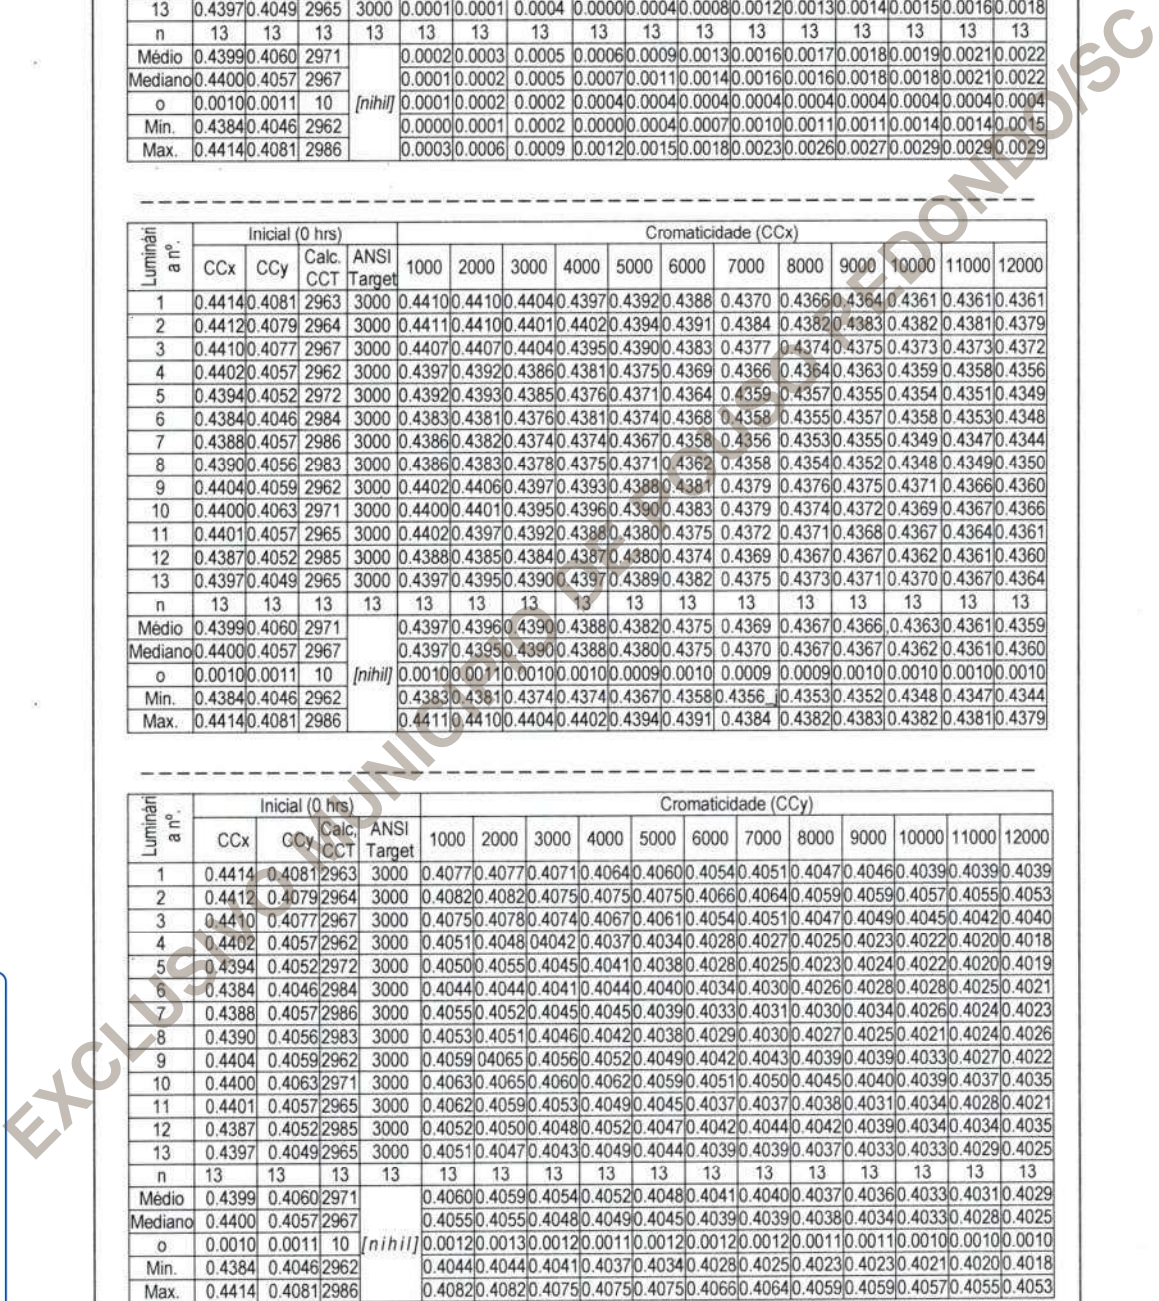 13 0.4397 0.4049 2965 3000 0.0001 0.0001 0.0004 0.0000 0.0004 0.0008 0.0012 0.0013 0.0014 0.0015 0.0016 0.0018
n 13 13 13 13 13 13 13 13 13 13 13 13 13 13 13 13
Médio 0.4399 0.4060 2971 0.0002 0.0003 0.0005 0.0006 0.0009 0.0013 0.0016 0.0017 0.0018 0.0019 0.0021 0.0022
Mediano 0.4400 0.4057 2967 0.0001 0.0002 0.0005 0.0007 0.0011 0.0014 0.0016 0.0016 0.0018 0.0018 0.0021 0.0022
o 0.0010 0.0011 10 [nihil] 0.0001 0.0002 0.0002 0.0004 0.0004 0.0004 0.0004 0.0004 0.0004 0.0004 0.0004 0.0004
Min. 0.4384 0.4046 2962 0.0000 0.0001 0.0002 0.0000 0.0004 0.0007 0.0010 0.0011 0.0011 0.0014 0.0014 0.0015
Max. 0.4414 0.4081 2986 0.0003 0.0006 0.0009 0.0012 0.0015 0.0018 0.0023 0.0026 0.0027 0.0029 0.0029 0.0029
Luminári a nº. Inicial (0 hrs) Cromaticidade (CCx)
CCx CCy Calc. CCT ANSI Target 1000 2000 3000 4000 5000 6000 7000 8000 9000 10000 11000 12000
1 0.4414 0.4081 2963 3000 0.4410 0.4410 0.4404 0.4397 0.4392 0.4388 0.4370 0.4366 0.4364 0.4361 0.4361 0.4361
2 0.4412 0.4079 2964 3000 0.4411 0.4410 0.4401 0.4402 0.4394 0.4391 0.4384 0.4382 0.4383 0.4382 0.4381 0.4379
3 0.4410 0.4077 2967 3000 0.4407 0.4407 0.4404 0.4395 0.4390 0.4383 0.4377 0.4374 0.4375 0.4373 0.4373 0.4372
4 0.4402 0.4057 2962 3000 0.4397 0.4392 0.4386 0.4381 0.4375 0.4369 0.4366 0.4364 0.4363 0.4359 0.4358 0.4356
5 0.4394 0.4052 2972 3000 0.4392 0.4393 0.4385 0.4376 0.4371 0.4364 0.4359 0.4357 0.4355 0.4354 0.4351 0.4349
6 0.4384 0.4046 2984 3000 0.4383 0.4381 0.4376 0.4381 0.4374 0.4368 0.4358 0.4355 0.4357 0.4358 0.4353 0.4348
7 0.4388 0.4057 2986 3000 0.4386 0.4382 0.4374 0.4374 0.4367 0.4358 0.4356 0.4353 0.4355 0.4349 0.4347 0.4344
8 0.4390 0.4056 2983 3000 0.4386 0.4383 0.4378 0.4375 0.4371 0.4362 0.4358 0.4354 0.4352 0.4348 0.4349 0.4350
9 0.4404 0.4059 2962 3000 0.4402 0.4406 0.4397 0.4393 0.4388 0.4381 0.4379 0.4376 0.4375 0.4371 0.4366 0.4360
10 0.4400 0.4063 2971 3000 0.4400 0.4401 0.4395 0.4396 0.4390 0.4383 0.4379 0.4374 0.4372 0.4369 0.4367 0.4366
11 0.4401 0.4057 2965 3000 0.4402 0.4397 0.4392 0.4388 0.4380 0.4375 0.4372 0.4371 0.4368 0.4367 0.4364 0.4361
12 0.4387 0.4052 2985 3000 0.4388 0.4385 0.4384 0.4387 0.4380 0.4374 0.4369 0.4367 0.4367 0.4362 0.4361 0.4360
13 0.4397 0.4049 2965 3000 0.4397 0.4395 0.4390 0.4397 0.4389 0.4382 0.4375 0.4373 0.4371 0.4370 0.4367 0.4364
n 13 13 13 13 13 13 13 13 13 13 13 13 13 13 13 13
Médio 0.4399 0.4060 2971 0.4397 0.4396 0.4390 0.4388 0.4382 0.4375 0.4369 0.4367 0.4366 0.4363 0.4361 0.4359
Mediano 0.4400 0.4057 2967 0.4397 0.4395 0.4390 0.4388 0.4380 0.4375 0.4370 0.4367 0.4367 0.4362 0.4361 0.4360
o 0.0010 0.0011 10 [nihil] 0.0010 0.0011 0.0010 0.0010 0.0009 0.0010 0.0009 0.0009 0.0010 0.0010 0.0010 0.0010
Min. 0.4384 0.4046 2962 0.4383 0.4381 0.4374 0.4374 0.4367 0.4358 0.4356 0.4353 0.4352 0.4348 0.4347 0.4344
Max. 0.4414 0.4081 2986 0.4411 0.4410 0.4404 0.4402 0.4394 0.4391 0.4384 0.4382 0.4383 0.4382 0.4381 0.4379
Luminári a nº. Inicial (0 hrs) Cromaticidade (CCy)
CCx CCy Calc, CCT ANSI Target 1000 2000 3000 4000 5000 6000 7000 8000 9000 10000 11000 12000
1 0.4414 0.4081 2963 3000 0.4077 0.4077 0.4071 0.4064 0.4060 0.4054 0.4051 0.4047 0.4046 0.4039 0.4039 0.4039
2 0.4412 0.4079 2964 3000 0.4082 0.4082 0.4075 0.4075 0.4075 0.4066 0.4064 0.4059 0.4059 0.4057 0.4055 0.4053
3 0.4410 0.4077 2967 3000 0.4075 0.4078 0.4074 0.4067 0.4061 0.4054 0.4051 0.4047 0.4049 0.4045 0.4042 0.4040
4 0.4402 0.4057 2962 3000 0.4051 0.4048 04042 0.4037 0.4034 0.4028 0.4027 0.4025 0.4023 0.4022 0.4020 0.4018
5 0.4394 0.4052 2972 3000 0.4050 0.4055 0.4045 0.4041 0.4038 0.4028 0.4025 0.4023 0.4024 0.4022 0.4020 0.4019
6 0.4384 0.4046 2984 3000 0.4044 0.4044 0.4041 0.4044 0.4040 0.4034 0.4030 0.4026 0.4028 0.4028 0.4025 0.4021
7 0.4388 0.4057 2986 3000 0.4055 0.4052 0.4045 0.4045 0.4039 0.4033 0.4031 0.4030 0.4034 0.4026 0.4024 0.4023
8 0.4390 0.4056 2983 3000 0.4053 0.4051 0.4046 0.4042 0.4038 0.4029 0.4030 0.4027 0.4025 0.4021 0.4024 0.4026
9 0.4404 0.4059 2962 3000 0.4059 04065 0.4056 0.4052 0.4049 0.4042 0.4043 0.4039 0.4039 0.4033 0.4027 0.4022
10 0.4400 0.4063 2971 3000 0.4063 0.4065 0.4060 0.4062 0.4059 0.4051 0.4050 0.4045 0.4040 0.4039 0.4037 0.4035
11 0.4401 0.4057 2965 3000 0.4062 0.4059 0.4053 0.4049 0.4045 0.4037 0.4037 0.4038 0.4031 0.4034 0.4028 0.4021
12 0.4387 0.4052 2985 3000 0.4052 0.4050 0.4048 0.4052 0.4047 0.4042 0.4044 0.4042 0.4039 0.4034 0.4034 0.4035
13 0.4397 0.4049 2965 3000 0.4051 0.4047 0.4043 0.4049 0.4044 0.4039 0.4039 0.4037 0.4033 0.4033 0.4029 0.4025
n 13 13 13 13 13 13 13 13 13 13 13 13 13 13 13 13
Médio 0.4399 0.4060 2971 0.4060 0.4059 0.4054 0.4052 0.4048 0.4041 0.4040 0.4037 0.4036 0.4033 0.4031 0.4029
Mediano 0.4400 0.4057 2967 0.4055 0.4055 0.4048 0.4049 0.4045 0.4039 0.4039 0.4038 0.4034 0.4033 0.4028 0.4025
o 0.0010 0.0011 10 [nihil] 0.0012 0.0013 0.0012 0.0011 0.0012 0.0012 0.0012 0.0011 0.0011 0.0010 0.0010 0.0010
Min. 0.4384 0.4046 2962 0.4044 0.4044 0.4041 0.4037 0.4034 0.4028 0.4025 0.4023 0.4023 0.4021 0.4020 0.4018
Max. 0.4414 0.4081 2986 0.4082 0.4082 0.4075 0.4075 0.4075 0.4066 0.4064 0.4059 0.4059 0.4057 0.4055 0.4053
EXCLUSIVO MUNICÍPIO DE POUSO REDONDO/SC